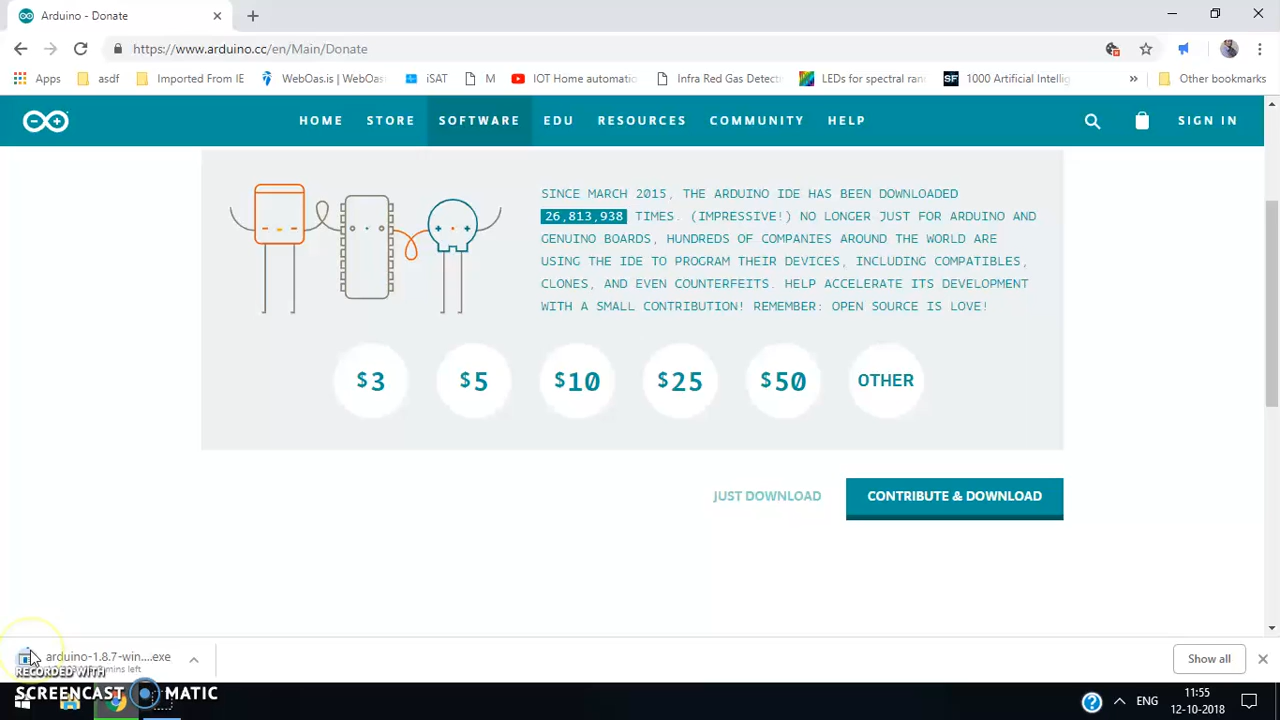 Arduino - Donate
https://www.arduino.cc/en/Main/Donate
Apps asdf Imported From IE WebOas.is | WebOas iSAT M IOT Home automatio Infra Red Gas Detect LEDs for spectral ran SF 1000 Artificial Intellig » Other bookmarks
HOME STORE SOFTWARE EDU RESOURCES COMMUNITY HELP SIGN IN
SINCE MARCH 2015, THE ARDUINO IDE HAS BEEN DOWNLOADED
26,813,938 TIMES. (IMPRESSIVE!) NO LONGER JUST FOR ARDUINO AND
GENUINO BOARDS, HUNDREDS OF COMPANIES AROUND THE WORLD ARE
USING THE IDE TO PROGRAM THEIR DEVICES, INCLUDING COMPATIBLES,
CLONES, AND EVEN COUNTERFEITS. HELP ACCELERATE ITS DEVELOPMENT
WITH A SMALL CONTRIBUTION! REMEMBER: OPEN SOURCE IS LOVE!
$3 $5 $10 $25 $50 OTHER
JUST DOWNLOAD CONTRIBUTE & DOWNLOAD
arduino-1.8.7-win....exe Show all
mins left
RECORDED WITH
SCREENCAST MATIC
ENG 11:55
12-10-2018